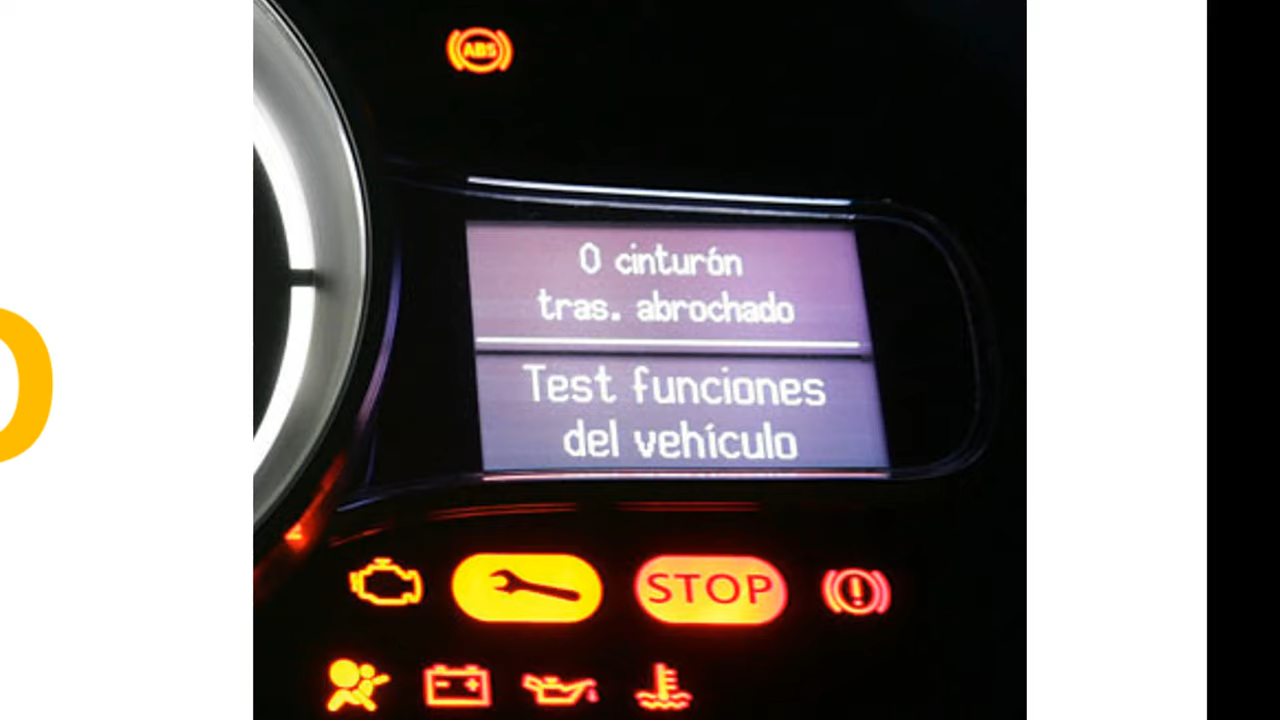 ABS
0 cinturón
tras. abrochado
Test funciones
del vehículo
STOP